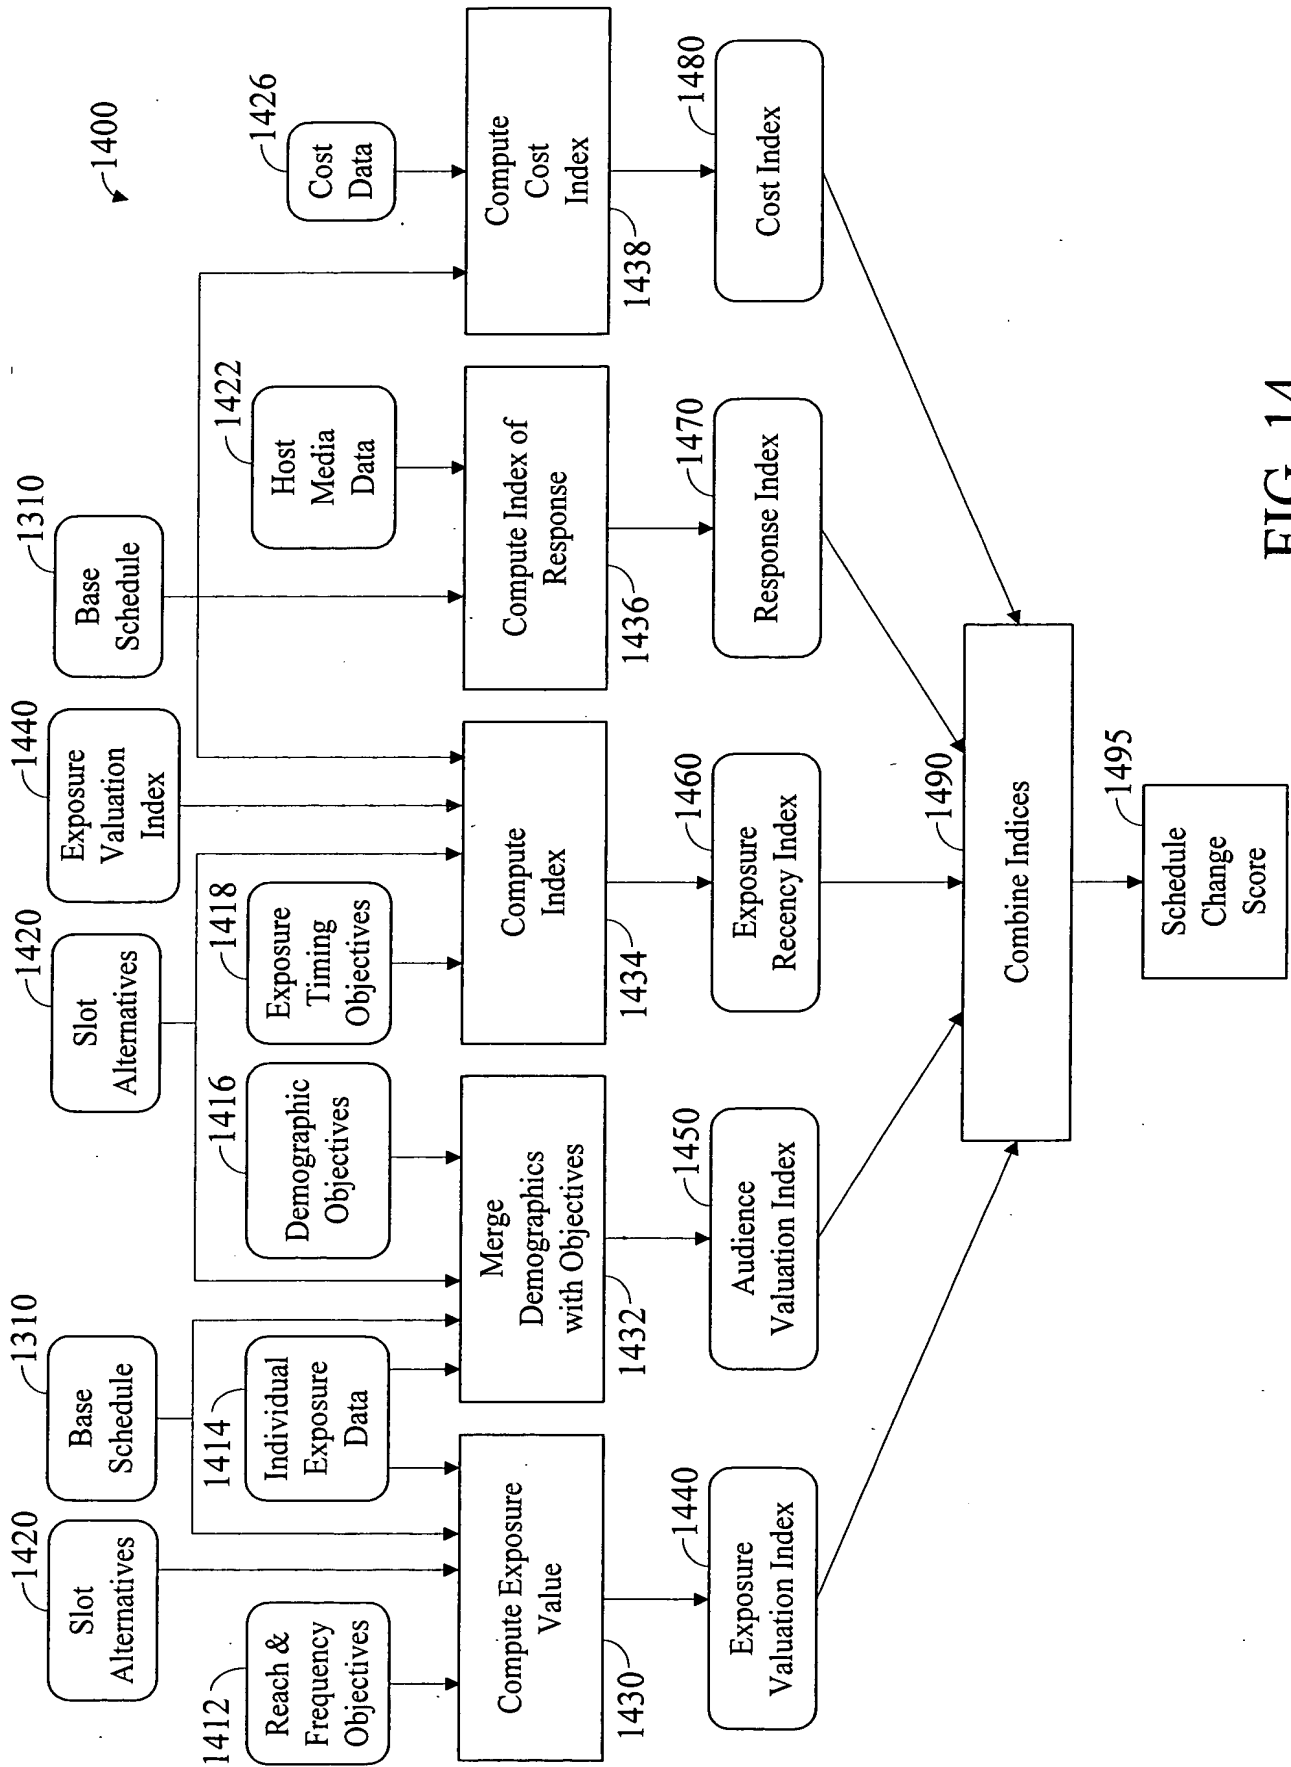 1400
1420
Slot
Alternatives
1310
Base
Schedule
1420
Slot
Alternatives
1440
Exposure
Valuation
Index
1310
Base
Schedule
1412
Reach &
Frequency
Objectives
1414
Individual
Exposure
Data
1416
Demographic
Objectives
1418
Exposure
Timing
Objectives
1422
Host
Media
Data
1426
Cost
Data
Compute Exposure
Value
1430
Merge
Demographics
with Objectives
1432
Compute
Index
1434
Compute Index of
Response
1436
Compute
Cost
Index
1438
1440
Exposure
Valuation Index
1450
Audience
Valuation Index
1460
Exposure
Recency Index
1470
Response Index
1480
Cost Index
1490
Combine Indices
1495
Schedule
Change
Score
FIG. 14